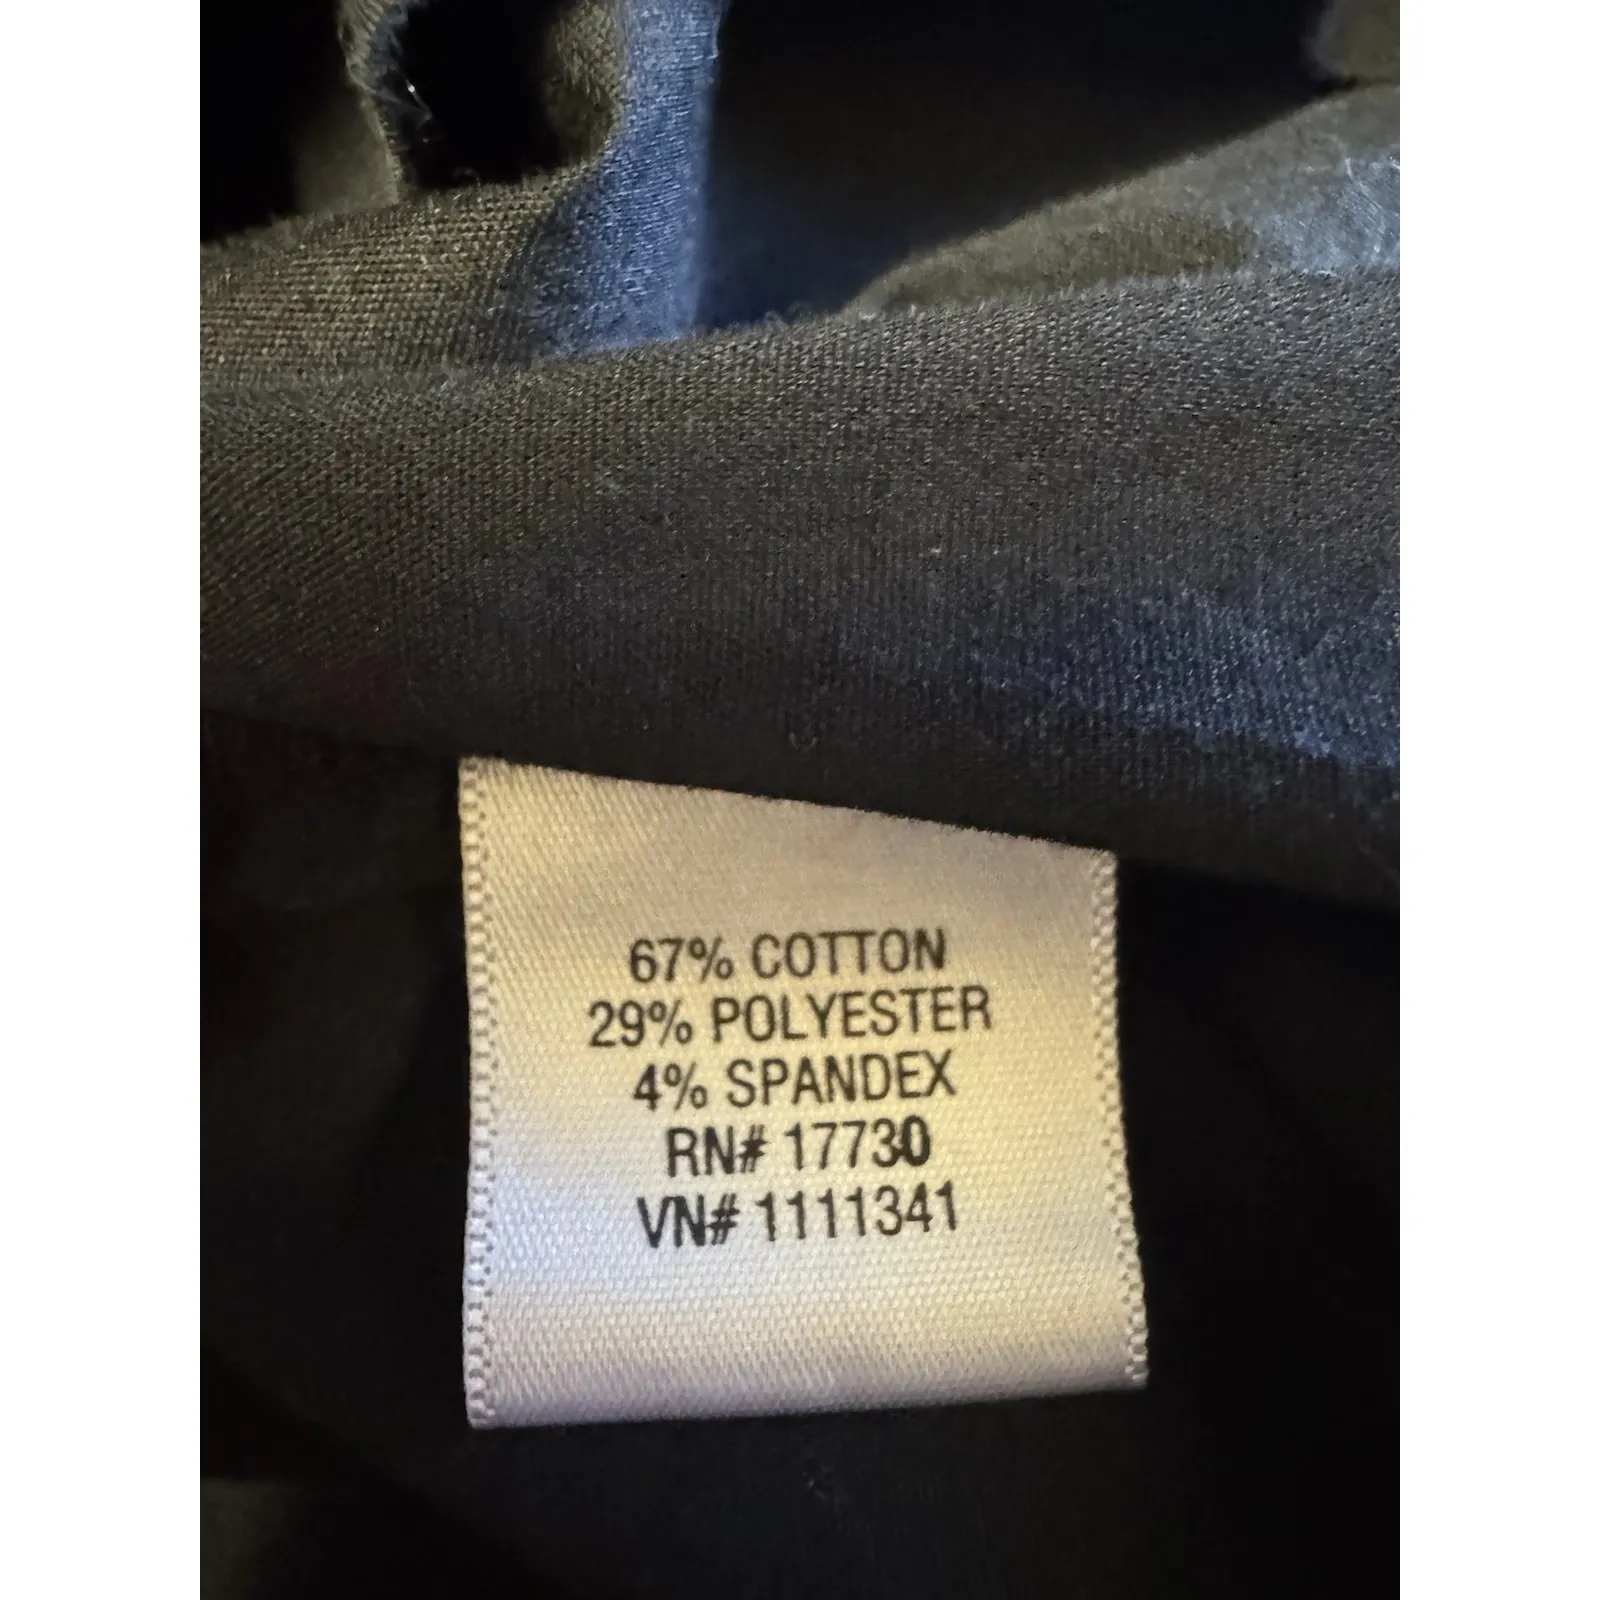 67% COTTON
29% POLYESTER
4% SPANDEX
RN# 17730
VN# 1111341